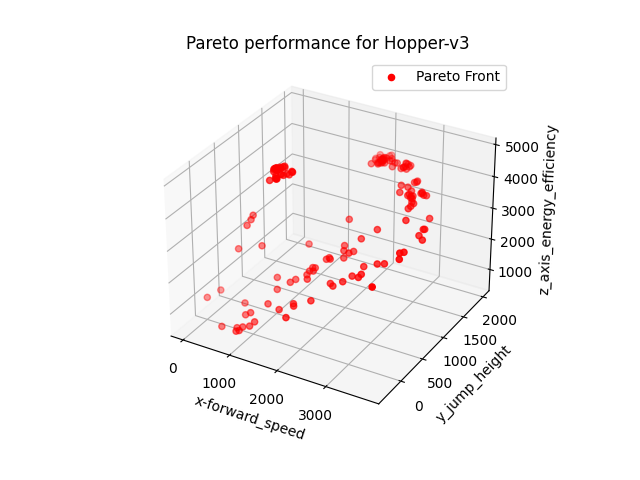 Pareto performance for Hopper-v3
Pareto Front
5000
4000
3000
2000
1000
z_axis_energy_efficiency
2000
1500
1000
500
0
y_jump_height
0
1000
2000
3000
x-forward_speed